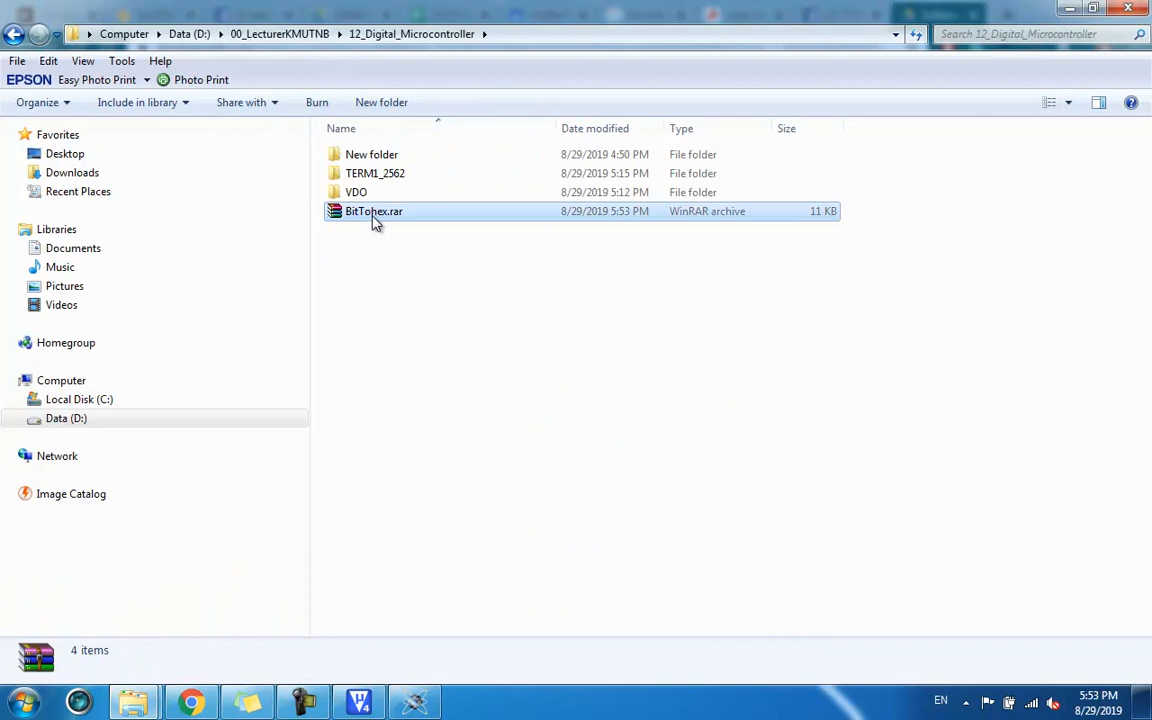 Computer ▸ Data (D:) ▸ 00_LecturerKMUTNB ▸ 12_Digital_Microcontroller ▸ Search 12_Digital_Microcontroller
File Edit View Tools Help
EPSON Easy Photo Print Photo Print
Organize Include in library Share with Burn New folder
Name Date modified Type Size
Favorites
Desktop
Downloads
Recent Places
Libraries
Documents
Music
Pictures
Videos
Homegroup
Computer
Local Disk (C:)
Data (D:)
Network
Image Catalog
New folder 8/29/2019 4:50 PM File folder
TERM1_2562 8/29/2019 5:15 PM File folder
VDO 8/29/2019 5:12 PM File folder
BitTohex.rar 8/29/2019 5:53 PM WinRAR archive 11 KB
4 items
EN 5:53 PM
8/29/2019